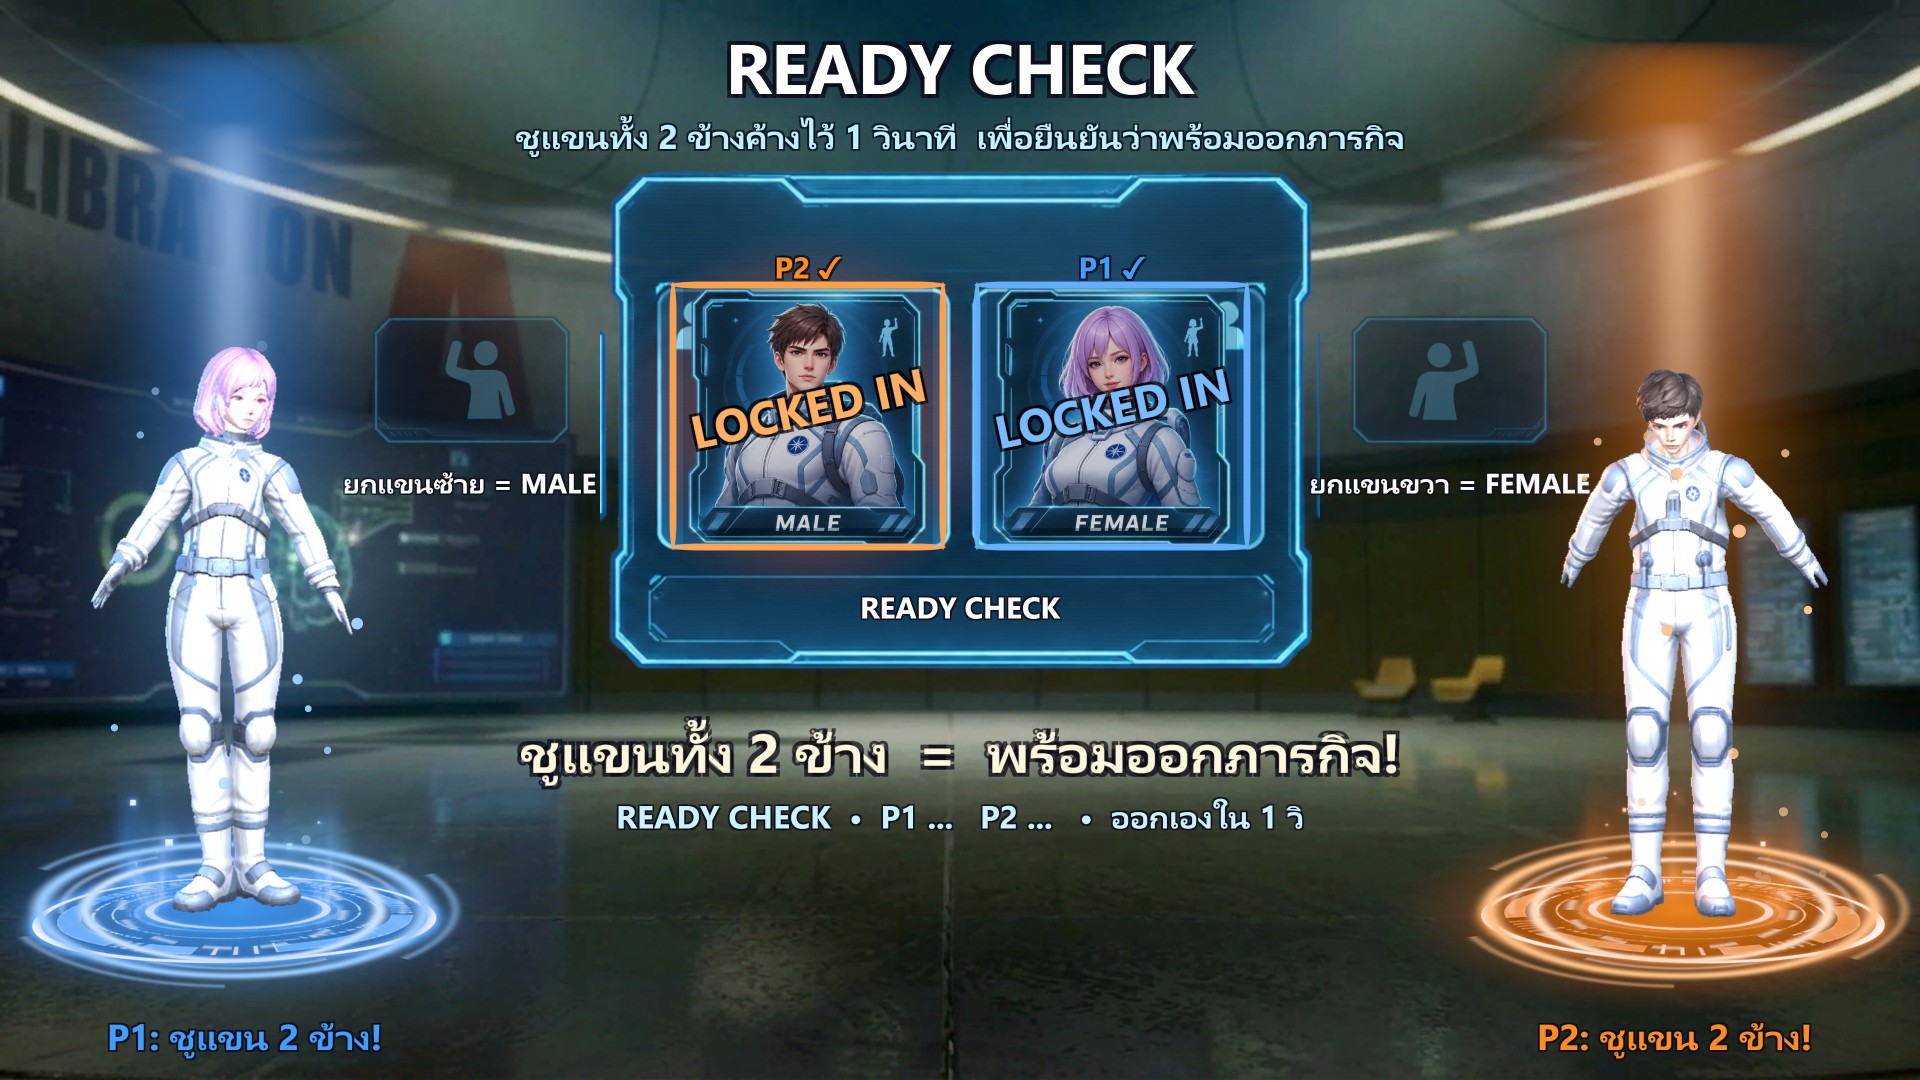 READY CHECK
ชูแขนทั้ง 2 ข้างค้างไว้ 1 วินาที เพื่อยืนยันว่าพร้อมออกภารกิจ
P2 ✓
P1 ✓
LOCKED IN
LOCKED IN
MALE
FEMALE
ยกแขนซ้าย = MALE
ยกแขนขวา = FEMALE
READY CHECK
ชูแขนทั้ง 2 ข้าง = พร้อมออกภารกิจ!
READY CHECK • P1 ... P2 ... • ออกเองใน 1 วิ
P1: ชูแขน 2 ข้าง!
P2: ชูแขน 2 ข้าง!